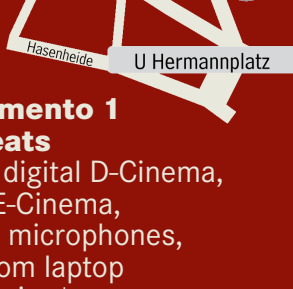 Hasenheide
U Hermannplatz
mento 1
eats
digital D-Cinema,
E-Cinema,
microphones,
om laptop